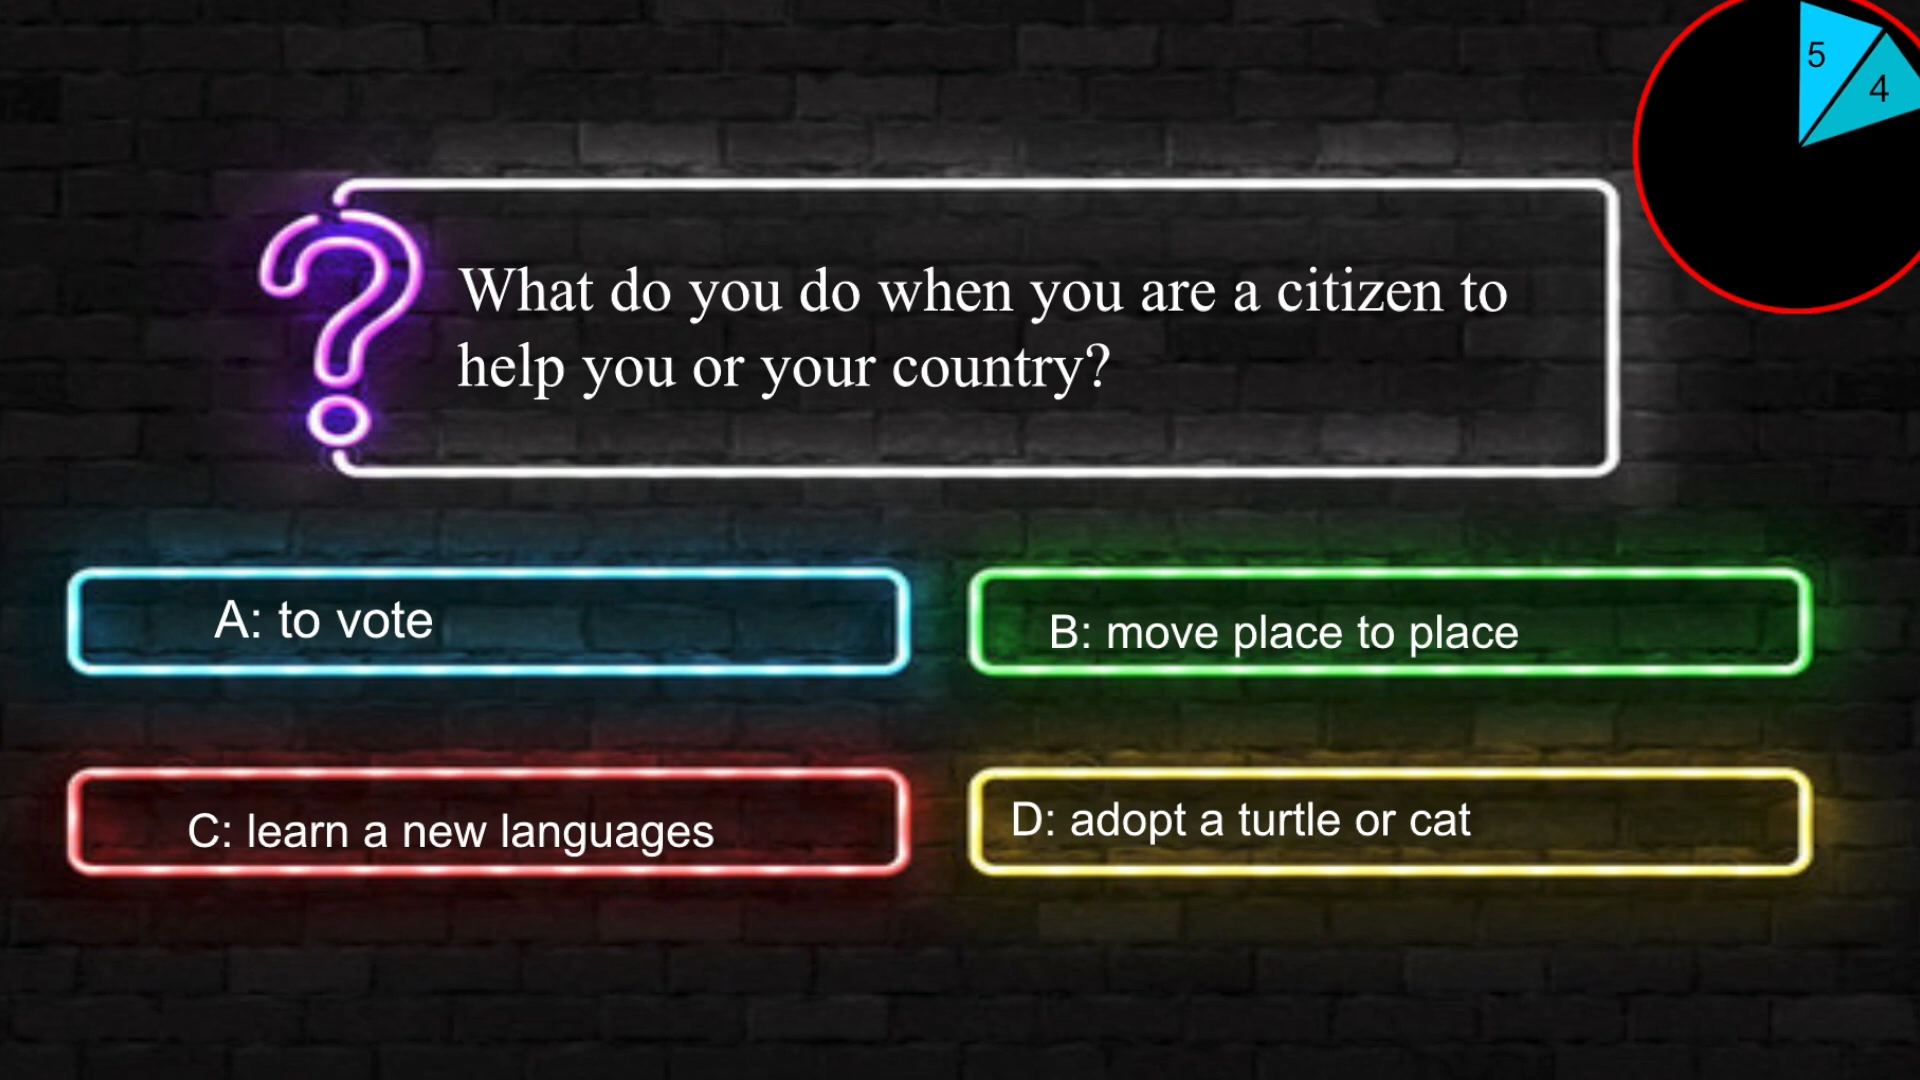 5
4
What do you do when you are a citizen to
help you or your country?
A: to vote
B: move place to place
C: learn a new languages
D: adopt a turtle or cat